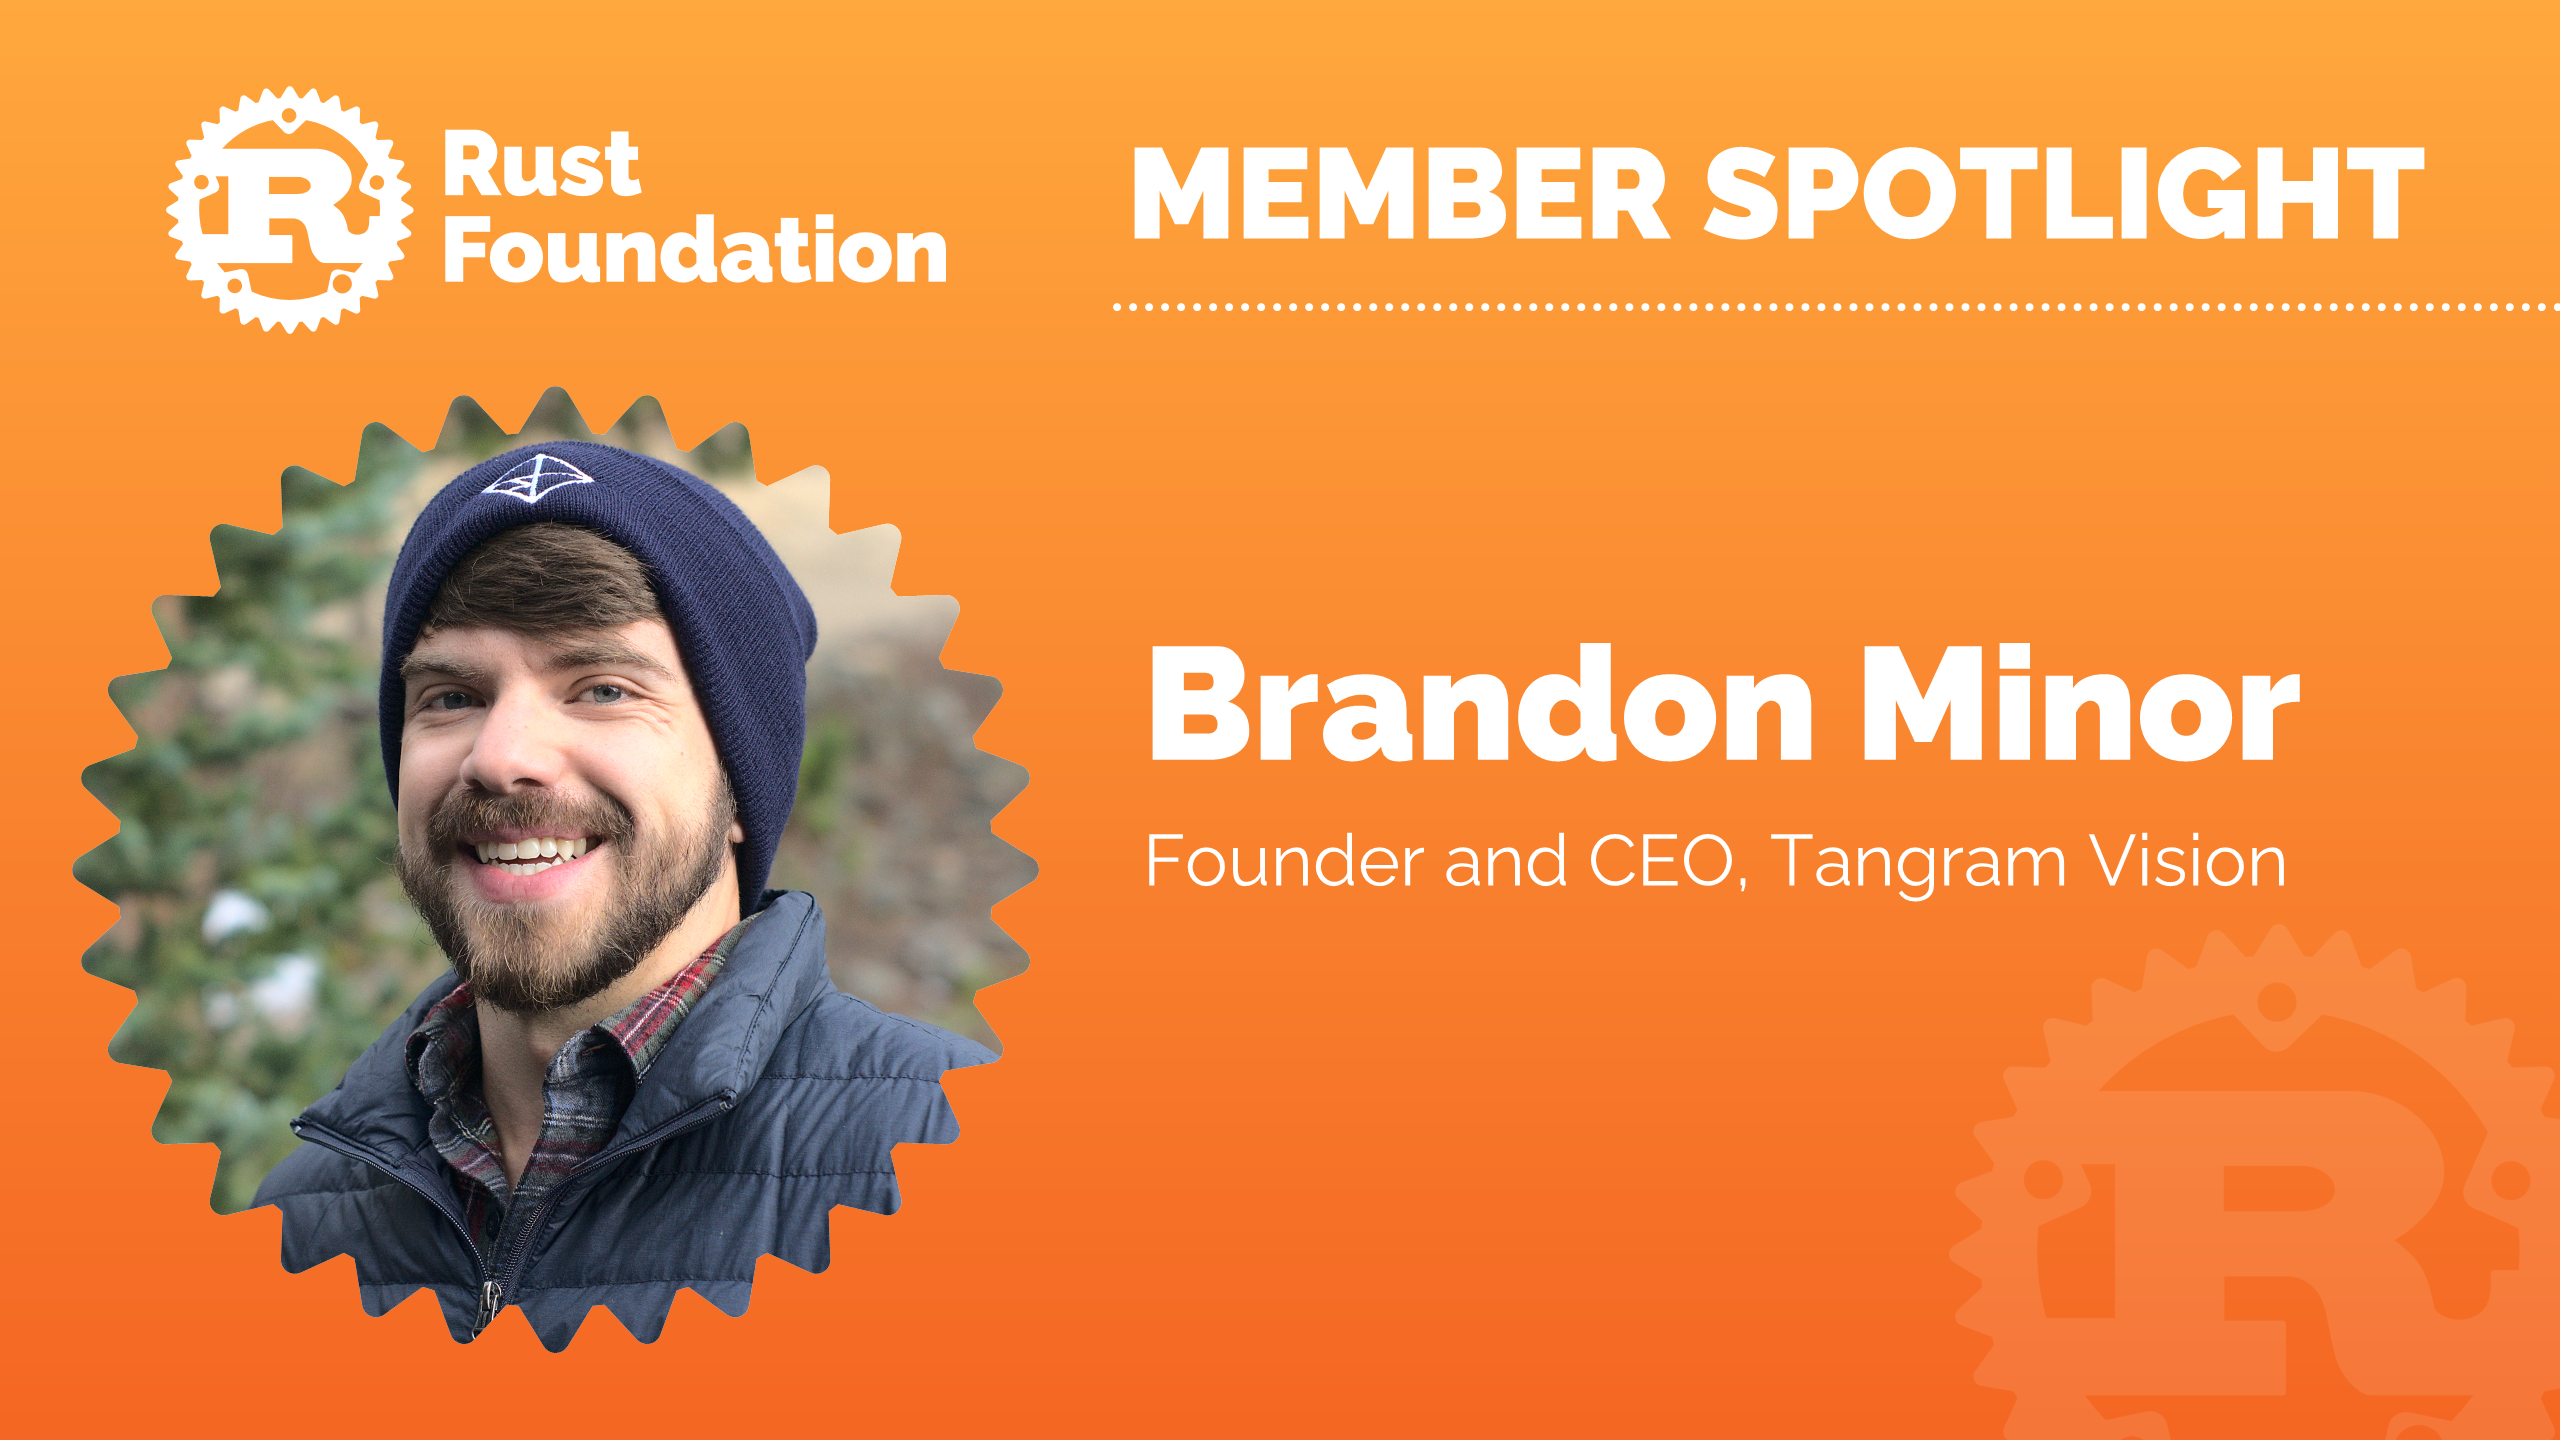 Rust
Foundation
MEMBER SPOTLIGHT
Brandon Minor
Founder and CEO, Tangram Vision